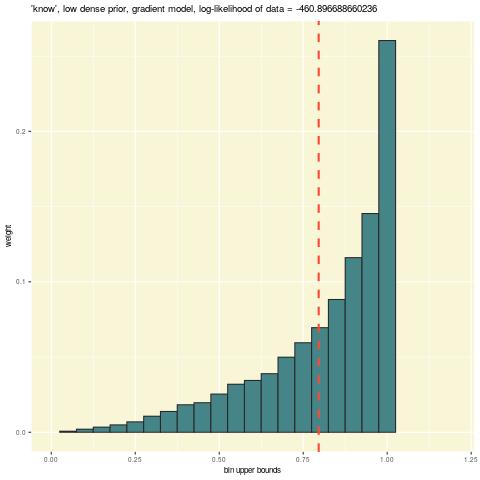 'know', low dense prior, gradient model, log-likelihood of data = -460.896688660236
0.2
weight
0.1
0.0
0.00 0.25 0.50 0.75 1.00 1.25
bin upper bounds